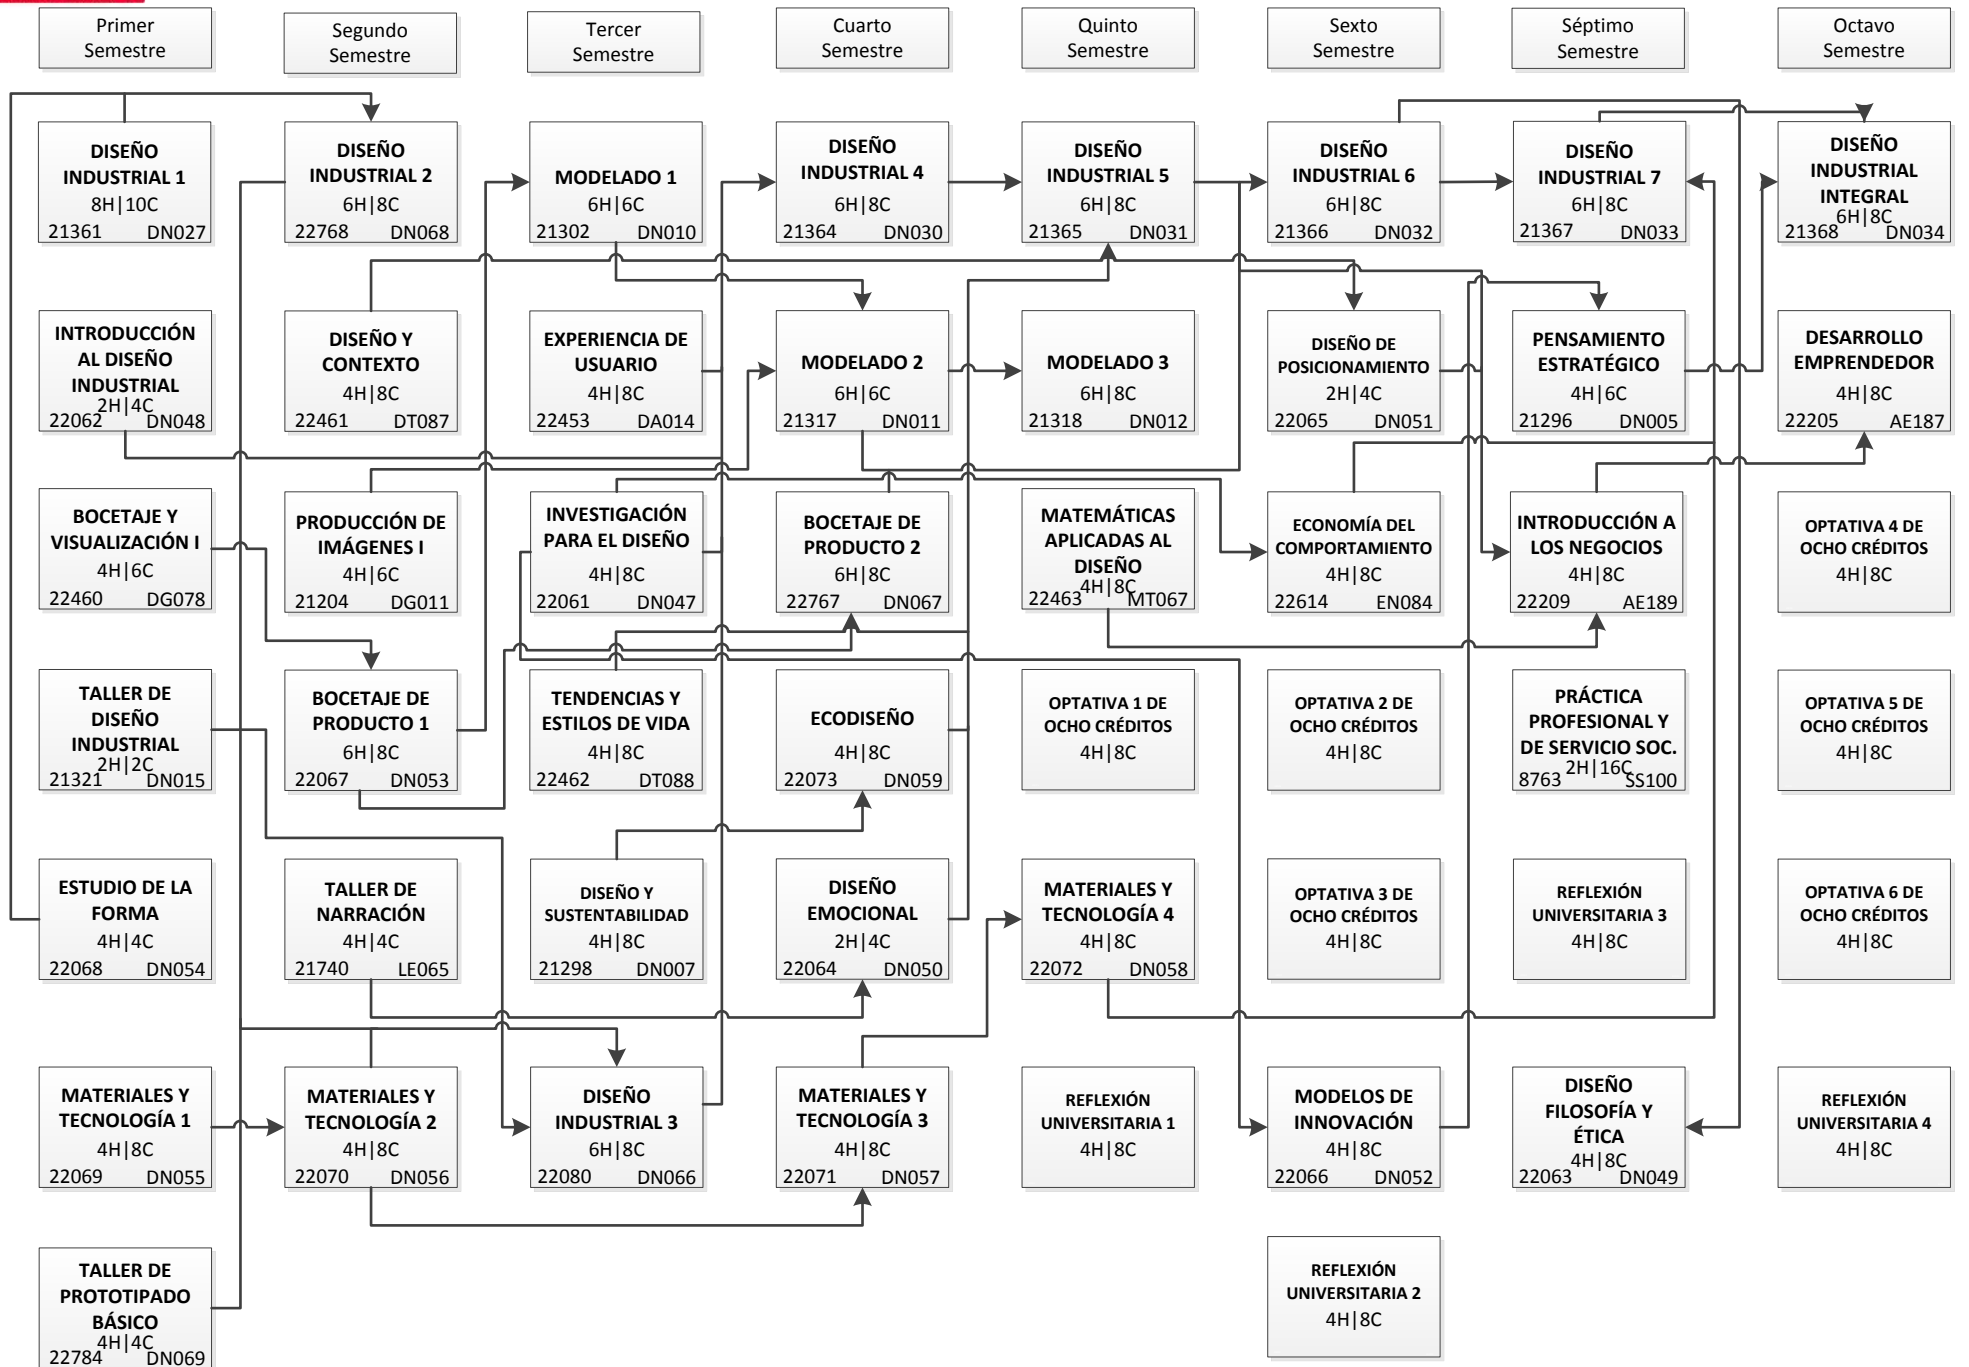 Primer
Semestre
Segundo
Semestre
Tercer
Semestre
Cuarto
Semestre
Quinto
Semestre
Sexto
Semestre
Séptimo
Semestre
Octavo
Semestre
DISEÑO
INDUSTRIAL 1
8H|10C
21361 DN027
DISEÑO
INDUSTRIAL 2
6H|8C
22768 DN068
MODELADO 1
6H|6C
21302 DN010
DISEÑO
INDUSTRIAL 4
6H|8C
21364 DN030
DISEÑO
INDUSTRIAL 5
6H|8C
21365 DN031
DISEÑO
INDUSTRIAL 6
6H|8C
21366 DN032
DISEÑO
INDUSTRIAL 7
6H|8C
21367 DN033
DISEÑO
INDUSTRIAL
INTEGRAL
6H|8C
21368 DN034
INTRODUCCIÓN
AL DISEÑO
INDUSTRIAL
2H|4C
22062 DN048
DISEÑO Y
CONTEXTO
4H|8C
22461 DT087
EXPERIENCIA DE
USUARIO
4H|8C
22453 DA014
MODELADO 2
6H|6C
21317 DN011
MODELADO 3
6H|8C
21318 DN012
DISEÑO DE
POSICIONAMIENTO
2H|4C
22065 DN051
PENSAMIENTO
ESTRATÉGICO
4H|6C
21296 DN005
DESARROLLO
EMPRENDEDOR
4H|8C
22205 AE187
BOCETAJE Y
VISUALIZACIÓN I
4H|6C
22460 DG078
PRODUCCIÓN DE
IMÁGENES I
4H|6C
21204 DG011
INVESTIGACIÓN
PARA EL DISEÑO
4H|8C
22061 DN047
BOCETAJE DE
PRODUCTO 2
6H|8C
22767 DN067
MATEMÁTICAS
APLICADAS AL
DISEÑO
4H|8C
22463 MT067
ECONOMÍA DEL
COMPORTAMIENTO
4H|8C
22614 EN084
INTRODUCCIÓN A
LOS NEGOCIOS
4H|8C
22209 AE189
OPTATIVA 4 DE
OCHO CRÉDITOS
4H|8C
TALLER DE
DISEÑO
INDUSTRIAL
2H|2C
21321 DN015
BOCETAJE DE
PRODUCTO 1
6H|8C
22067 DN053
TENDENCIAS Y
ESTILOS DE VIDA
4H|8C
22462 DT088
ECODISEÑO
4H|8C
22073 DN059
OPTATIVA 1 DE
OCHO CRÉDITOS
4H|8C
OPTATIVA 2 DE
OCHO CRÉDITOS
4H|8C
PRÁCTICA
PROFESIONAL Y
DE SERVICIO SOC.
2H|16C
8763 SS100
OPTATIVA 5 DE
OCHO CRÉDITOS
4H|8C
ESTUDIO DE LA
FORMA
4H|4C
22068 DN054
TALLER DE
NARRACIÓN
4H|4C
21740 LE065
DISEÑO Y
SUSTENTABILIDAD
4H|8C
21298 DN007
DISEÑO
EMOCIONAL
2H|4C
22064 DN050
MATERIALES Y
TECNOLOGÍA 4
4H|8C
22072 DN058
OPTATIVA 3 DE
OCHO CRÉDITOS
4H|8C
REFLEXIÓN
UNIVERSITARIA 3
4H|8C
OPTATIVA 6 DE
OCHO CRÉDITOS
4H|8C
MATERIALES Y
TECNOLOGÍA 1
4H|8C
22069 DN055
MATERIALES Y
TECNOLOGÍA 2
4H|8C
22070 DN056
DISEÑO
INDUSTRIAL 3
6H|8C
22080 DN066
MATERIALES Y
TECNOLOGÍA 3
4H|8C
22071 DN057
REFLEXIÓN
UNIVERSITARIA 1
4H|8C
MODELOS DE
INNOVACIÓN
4H|8C
22066 DN052
DISEÑO
FILOSOFÍA Y
ÉTICA
4H|8C
22063 DN049
REFLEXIÓN
UNIVERSITARIA 4
4H|8C
TALLER DE
PROTOTIPADO
BÁSICO
4H|4C
22784 DN069
REFLEXIÓN
UNIVERSITARIA 2
4H|8C